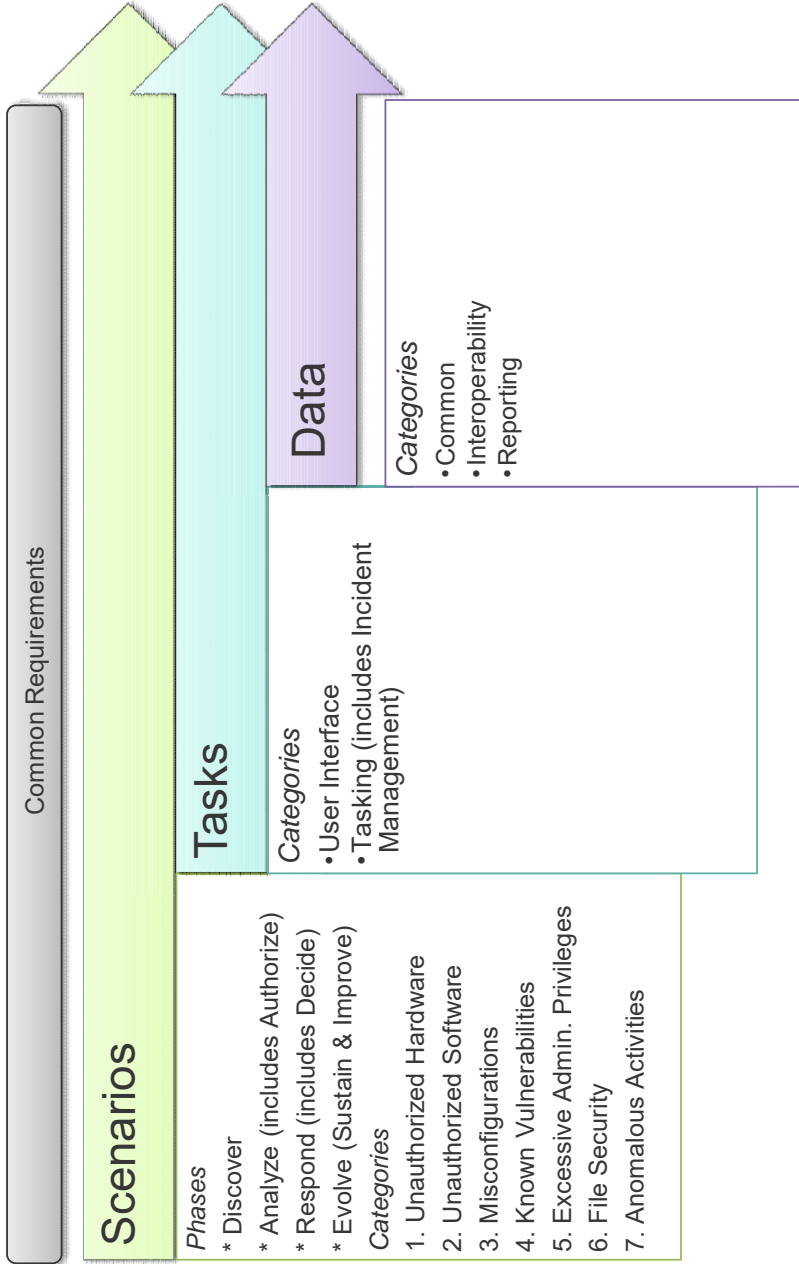 Common Requirements
Scenarios
Phases
* Discover
* Analyze (includes Authorize)
* Respond (includes Decide)
* Evolve (Sustain & Improve)
Categories
1. Unauthorized Hardware
2. Unauthorized Software
3. Misconfigurations
4. Known Vulnerabilities
5. Excessive Admin. Privileges
6. File Security
7. Anomalous Activities
Tasks
Categories
•User Interface
•Tasking (includes Incident
Management)
Data
Categories
•Common
•Interoperability
•Reporting